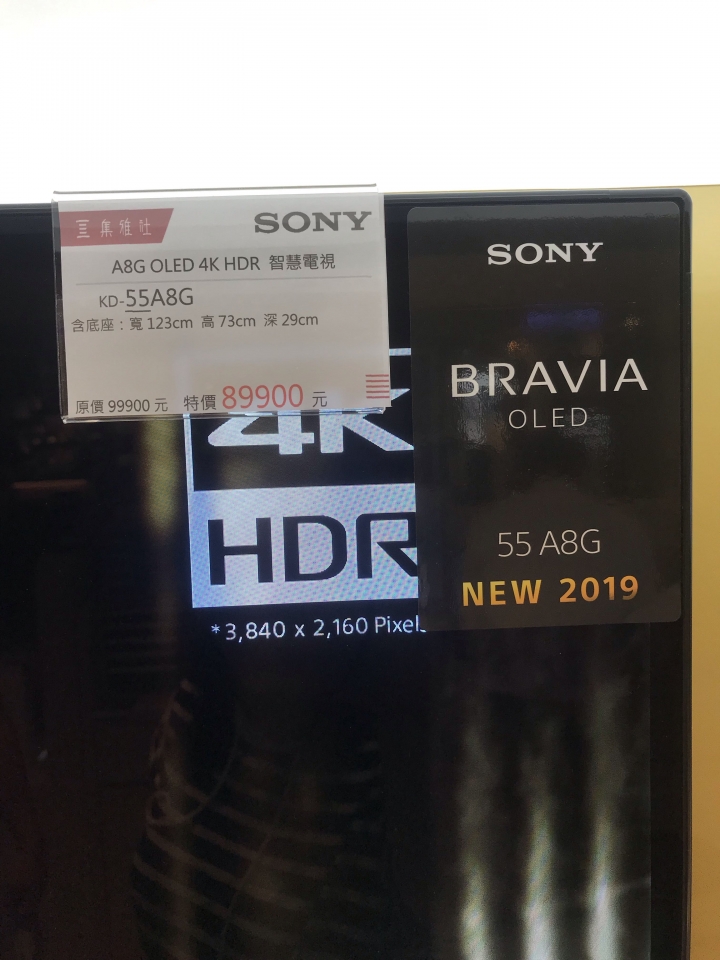 集雅社
SONY
A8G OLED 4K HDR 智慧電視
KD-55A8G
含底座：寬 123cm 高 73cm 深 29cm
原價 99900 元 特價 89900 元
4K
HDR
*3,840 x 2,160 Pixels
SONY
BRAVIA
OLED
55 A8G
NEW 2019